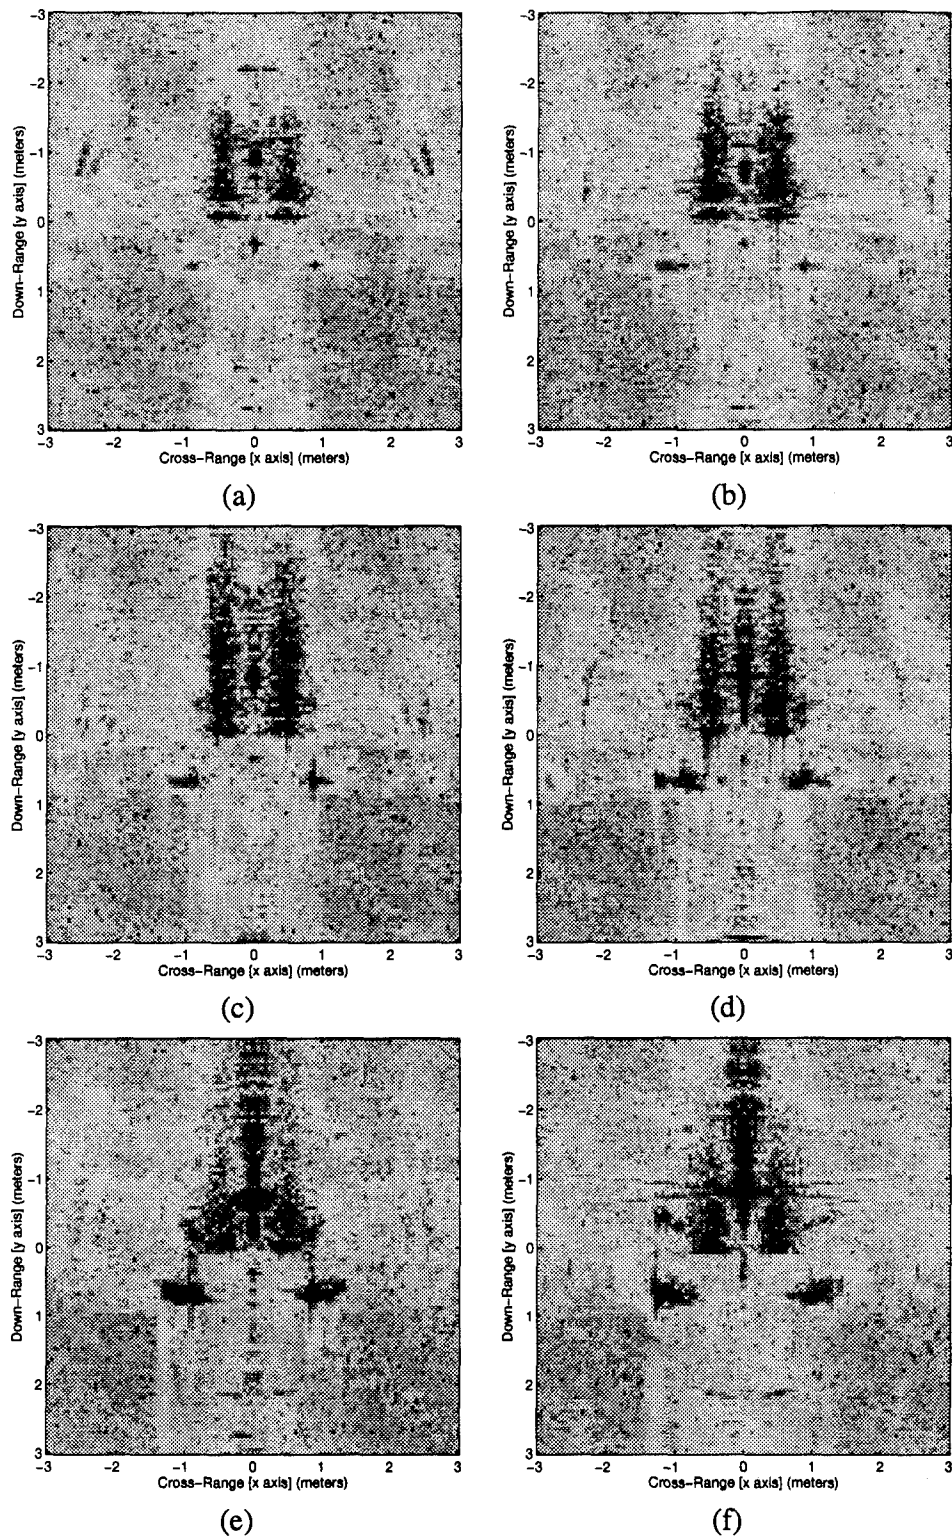 -3
-2
-1
0
1
2
3
Down-Range [y axis] (meters)
-3 -2 -1 0 1 2 3
Cross-Range [x axis] (meters)
(a)
-3
-2
-1
0
1
2
3
Down-Range [y axis] (meters)
-3 -2 -1 0 1 2 3
Cross-Range [x axis] (meters)
(b)
-3
-2
-1
0
1
2
3
Down-Range [y axis] (meters)
-3 -2 -1 0 1 2 3
Cross-Range [x axis] (meters)
(c)
-3
-2
-1
0
1
2
3
Down-Range [y axis] (meters)
-3 -2 -1 0 1 2 3
Cross-Range [x axis] (meters)
(d)
-3
-2
-1
0
1
2
3
Down-Range [y axis] (meters)
-3 -2 -1 0 1 2 3
Cross-Range [x axis] (meters)
(e)
-3
-2
-1
0
1
2
3
Down-Range [y axis] (meters)
-3 -2 -1 0 1 2 3
Cross-Range [x axis] (meters)
(f)